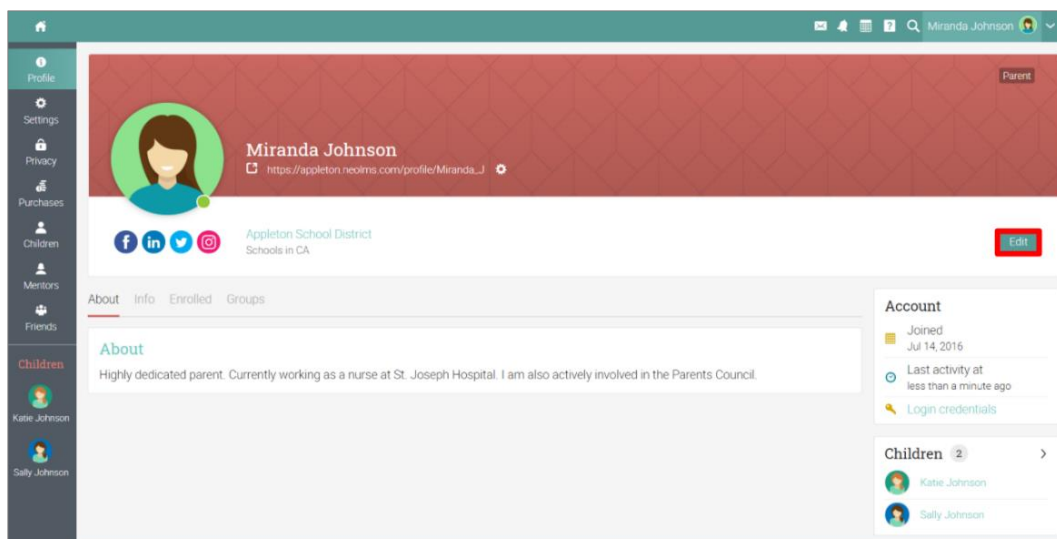 Miranda Johnson
Profile
Settings
Privacy
Purchases
Children
Mentors
Friends
Children
Katie Johnson
Sally Johnson
Parent
Miranda Johnson
https://appleton.neolms.com/profile/Miranda_J
Appleton School District
Schools in CA
Edit
About Info Enrolled Groups
About
Highly dedicated parent. Currently working as a nurse at St. Joseph Hospital. I am also actively involved in the Parents Council.
Account
Joined
Jul 14, 2016
Last activity at
less than a minute ago
Login credentials
Children 2
Katie Johnson
Sally Johnson